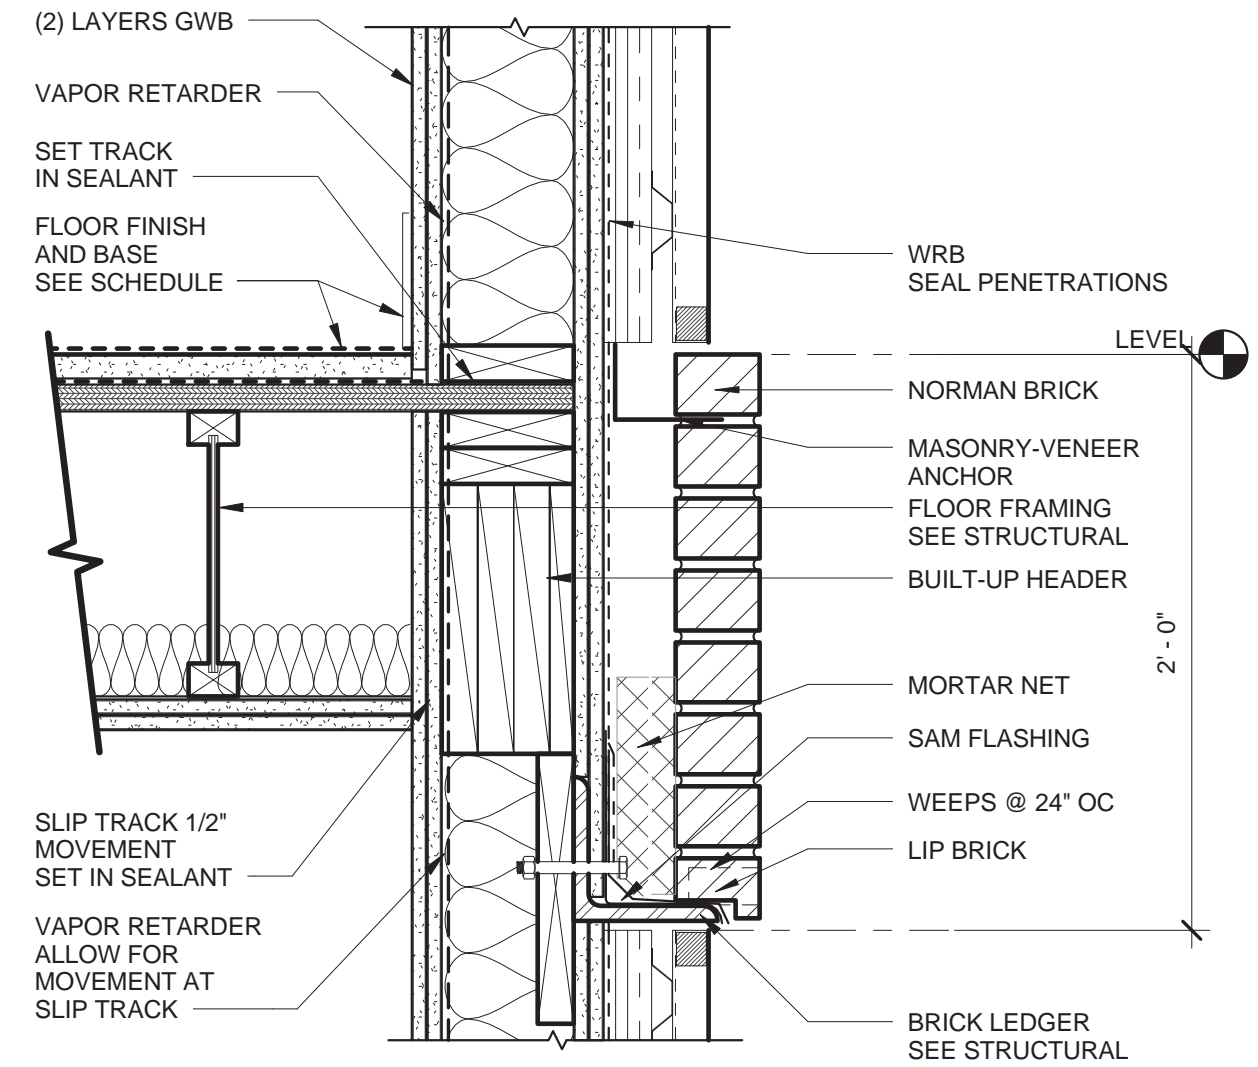 (2) LAYERS GWB
VAPOR RETARDER
SET TRACK
IN SEALANT
FLOOR FINISH
AND BASE
SEE SCHEDULE
SLIP TRACK 1/2"
MOVEMENT
SET IN SEALANT
VAPOR RETARDER
ALLOW FOR
MOVEMENT AT
SLIP TRACK
WRB
SEAL PENETRATIONS
LEVEL
NORMAN BRICK
MASONRY-VENEER
ANCHOR
FLOOR FRAMING
SEE STRUCTURAL
BUILT-UP HEADER
2' - 0"
MORTAR NET
SAM FLASHING
WEEPS @ 24" OC
LIP BRICK
BRICK LEDGER
SEE STRUCTURAL